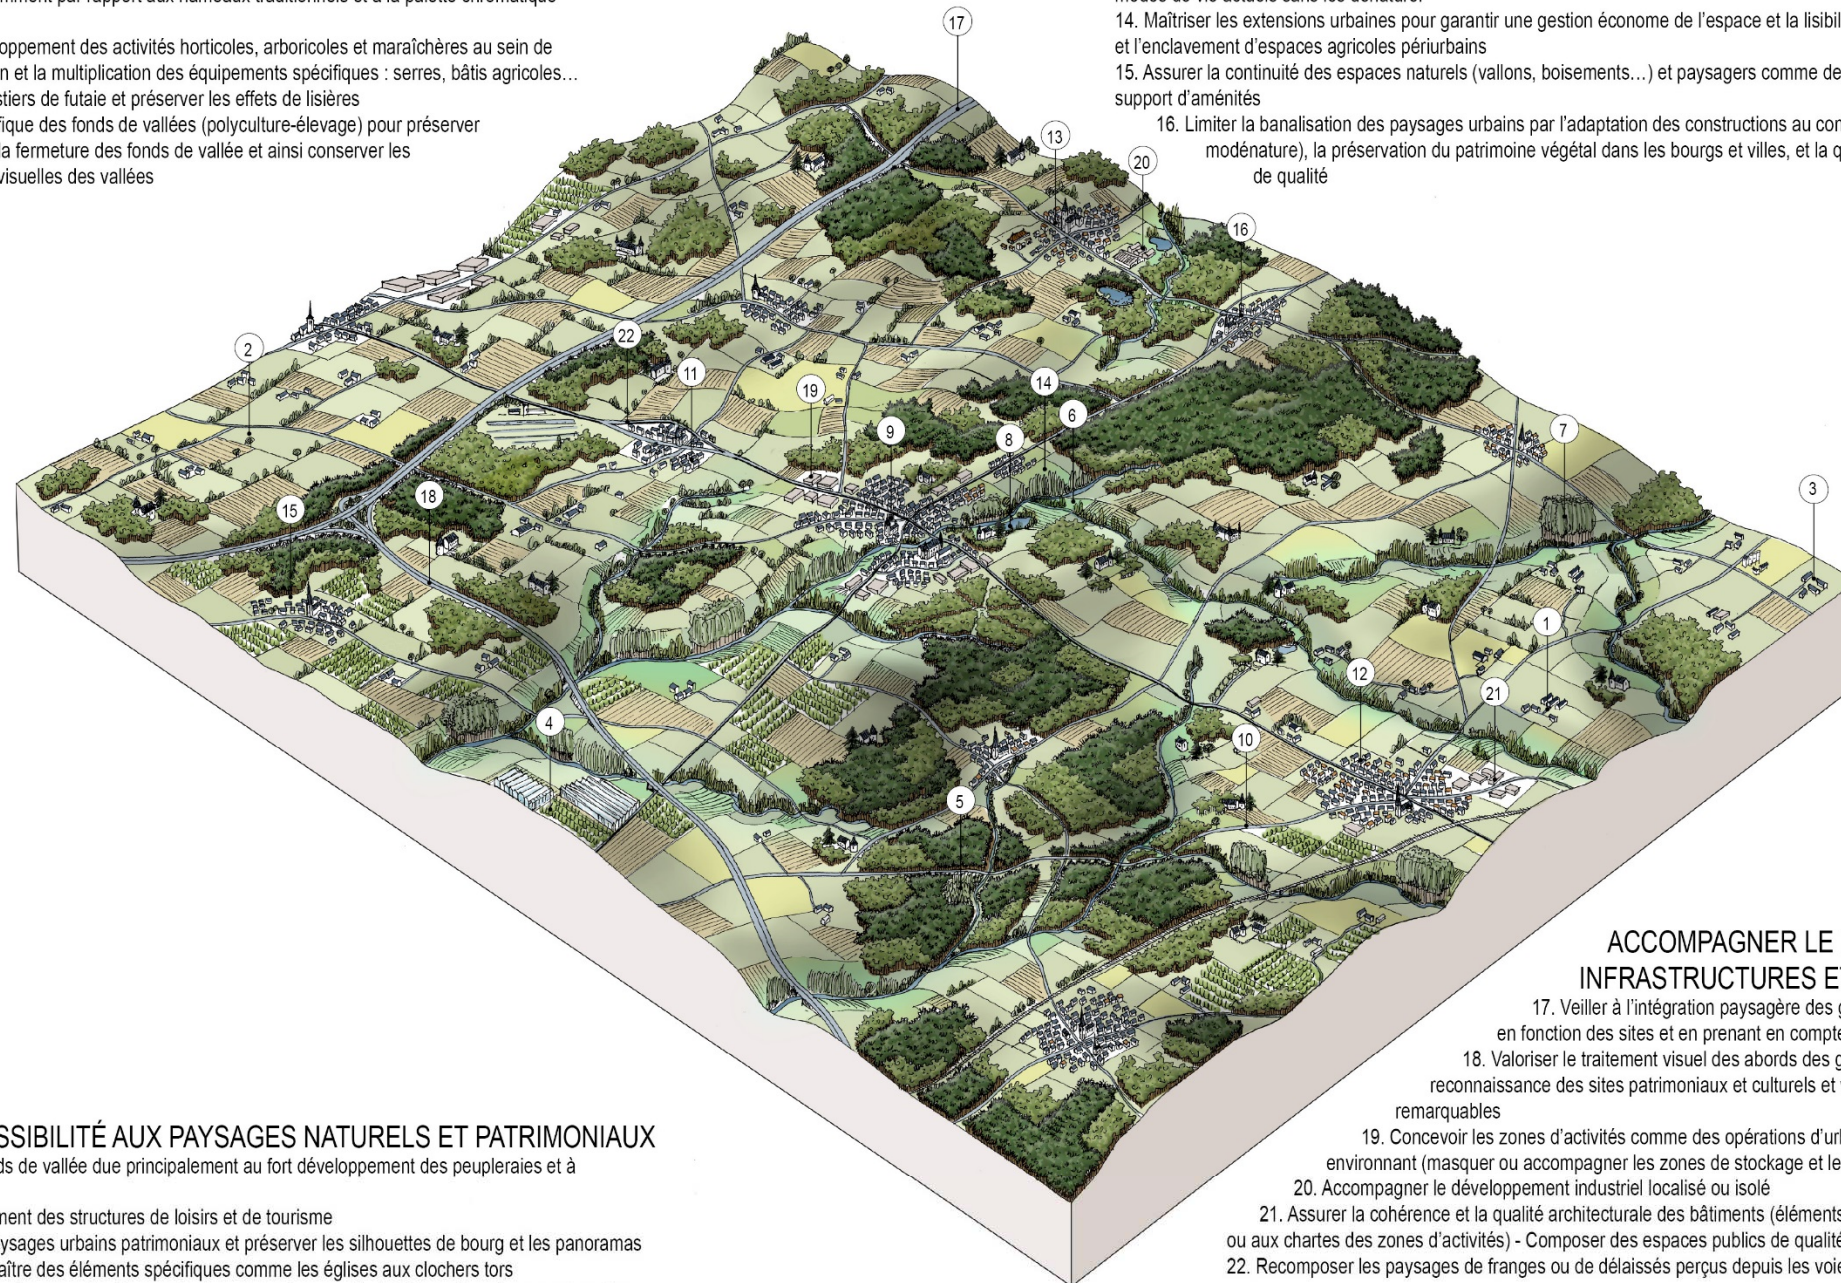 par rapport aux hameaux traditionnels et à la palette chromatique
oppement des activités horticoles, arboricoles et maraîchères au sein de
n et la multiplication des équipements spécifiques : serres, bâtis agricoles…
stiers de futaie et préserver les effets de lisières
fique des fonds de vallées (polyculture-élevage) pour préserver
la fermeture des fonds de vallée et ainsi conserver les
visuelles des vallées
modes de vie actuels sans les dénaturer
14. Maîtriser les extensions urbaines pour garantir une gestion économe de l'espace et la lisibil
et l'enclavement d'espaces agricoles périurbains
15. Assurer la continuité des espaces naturels (vallons, boisements…) et paysagers comme de
support d'aménités
16. Limiter la banalisation des paysages urbains par l'adaptation des constructions au con
modénature), la préservation du patrimoine végétal dans les bourgs et villes, et la q
de qualité
17
13
20
16
2
22
11
19
14
6
9
8
7
3
15
18
1
12
21
4
10
5
SSIBILITÉ AUX PAYSAGES NATURELS ET PATRIMONIAUX
ds de vallée due principalement au fort développement des peupleraies et à
ment des structures de loisirs et de tourisme
aysages urbains patrimoniaux et préserver les silhouettes de bourg et les panoramas
aître des éléments spécifiques comme les églises aux clochers tors
ACCOMPAGNER LE
INFRASTRUCTURES ET
17. Veiller à l'intégration paysagère des g
en fonction des sites et en prenant en compte
18. Valoriser le traitement visuel des abords des g
reconnaissance des sites patrimoniaux et culturels et
remarquables
19. Concevoir les zones d'activités comme des opérations d'ur
environnant (masquer ou accompagner les zones de stockage et le
20. Accompagner le développement industriel localisé ou isolé
21. Assurer la cohérence et la qualité architecturale des bâtiments (éléments
ou aux chartes des zones d'activités) - Composer des espaces publics de qualité
22. Recomposer les paysages de franges ou de délaissés perçus depuis les voie